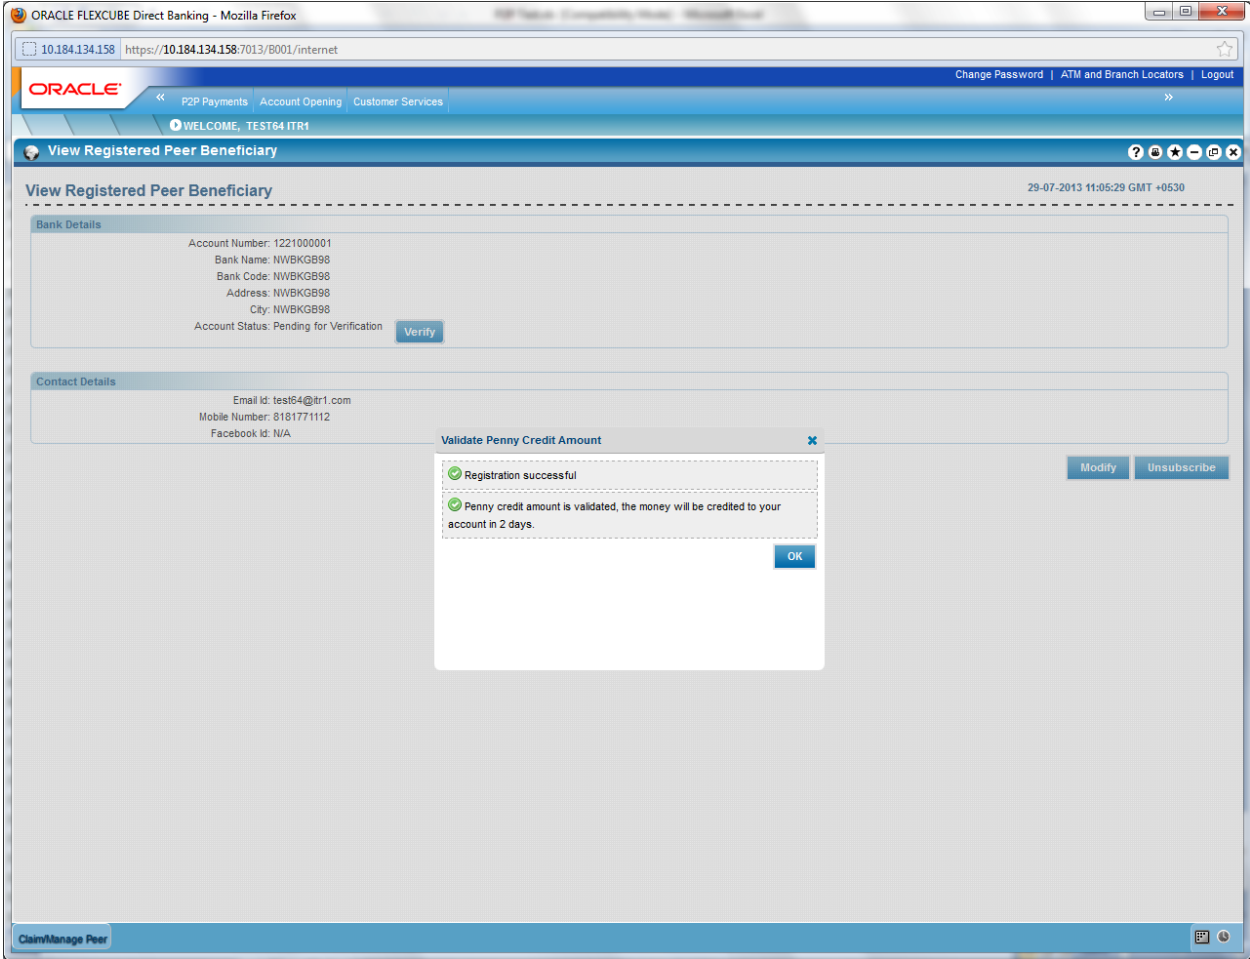 ORACLE FLEXCUBE Direct Banking - Mozilla Firefox
10.184.134.158 https://10.184.134.158:7013/B001/internet
Change Password | ATM and Branch Locators | Logout
ORACLE
« P2P Payments Account Opening Customer Services »
WELCOME, TEST64 ITR1
View Registered Peer Beneficiary
View Registered Peer Beneficiary 29-07-2013 11:05:29 GMT +0530
Bank Details
Account Number: 1221000001
Bank Name: NWBKGB98
Bank Code: NWBKGB98
Address: NWBKGB98
City: NWBKGB98
Account Status: Pending for Verification Verify
Contact Details
Email Id: test64@itr1.com
Mobile Number: 8181771112
Facebook Id: N/A
Validate Penny Credit Amount
Registration successful
Modify Unsubscribe
Penny credit amount is validated, the money will be credited to your
account in 2 days.
OK
Claim/Manage Peer